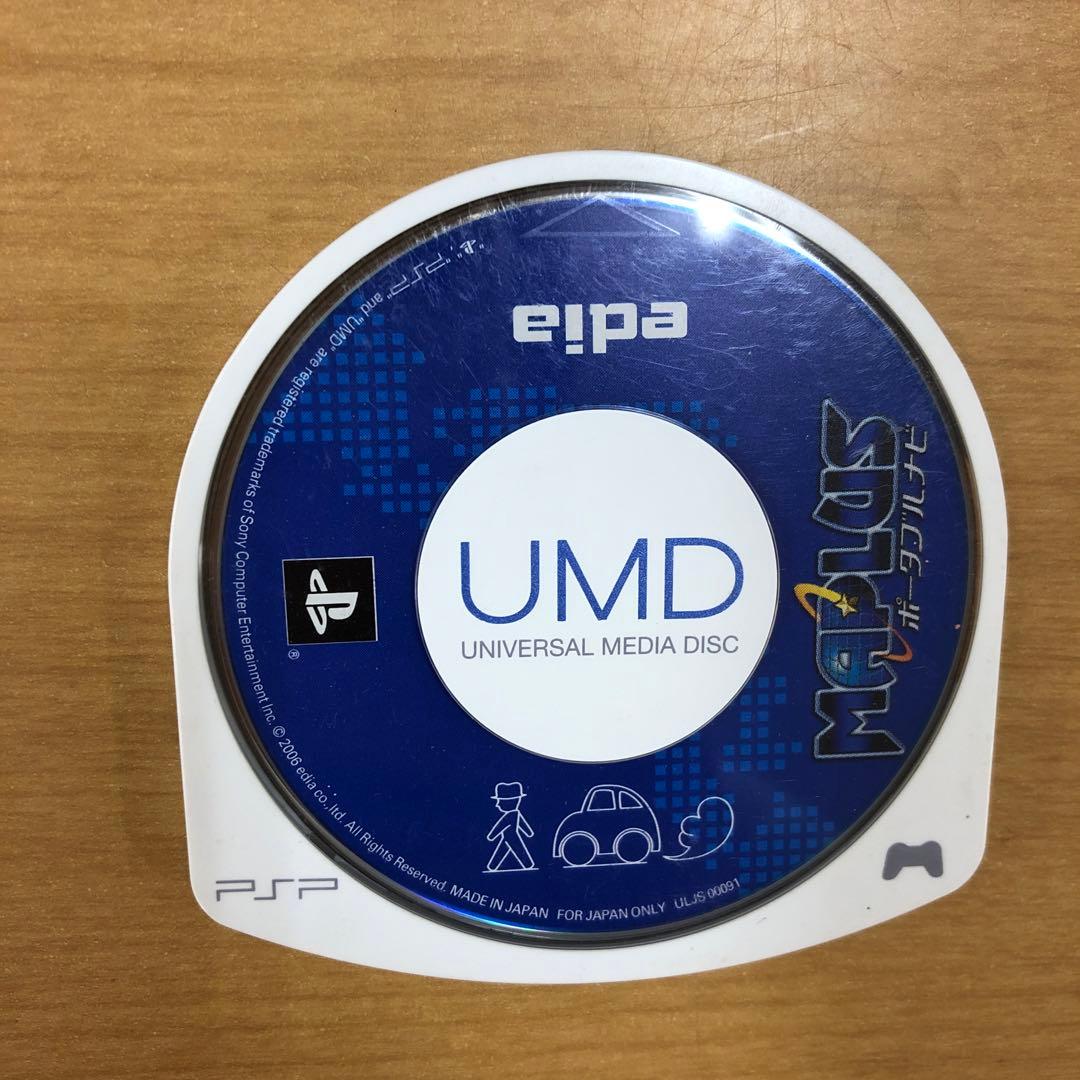 edia
MAPLUS
ポータブルナビ
UMD
UNIVERSAL MEDIA DISC
®
"PSP" and "UMD" are registered trademarks of Sony Computer Entertainment Inc. © 2006 edia co.,ltd. All Rights Reserved. MADE IN JAPAN FOR JAPAN ONLY ULJS 00091
PSP